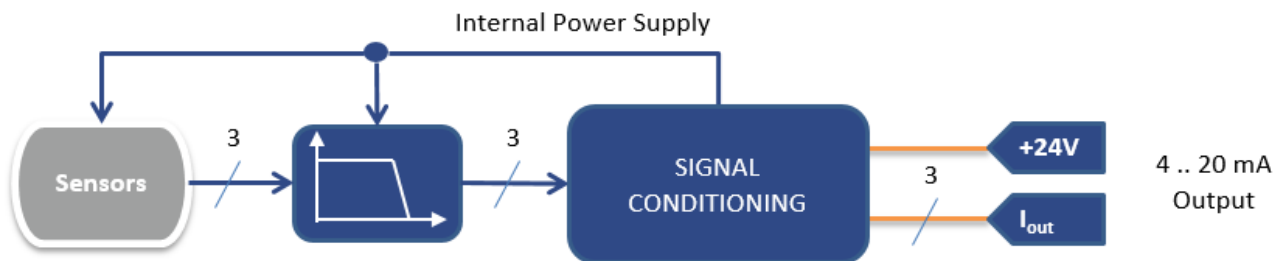 Internal Power Supply
3
3
Sensors
SIGNAL
CONDITIONING
+24V
3
Iout
4 .. 20 mA
Output